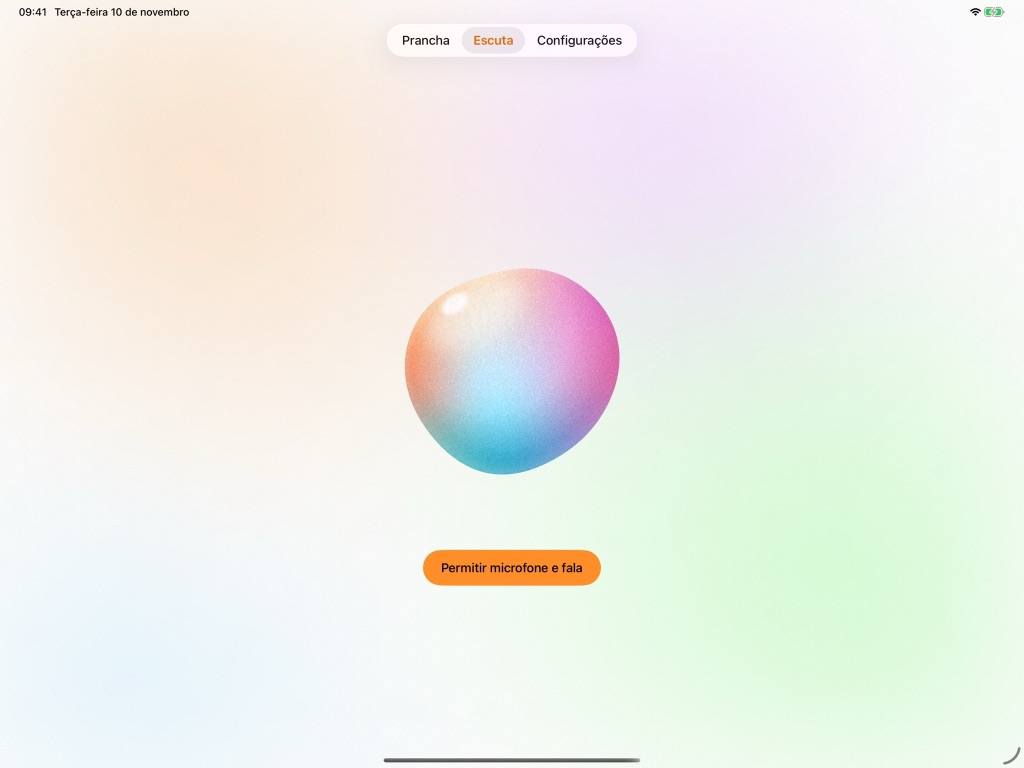 09:41 Terça-feira 10 de novembro
Prancha Escuta Configurações
Permitir microfone e fala